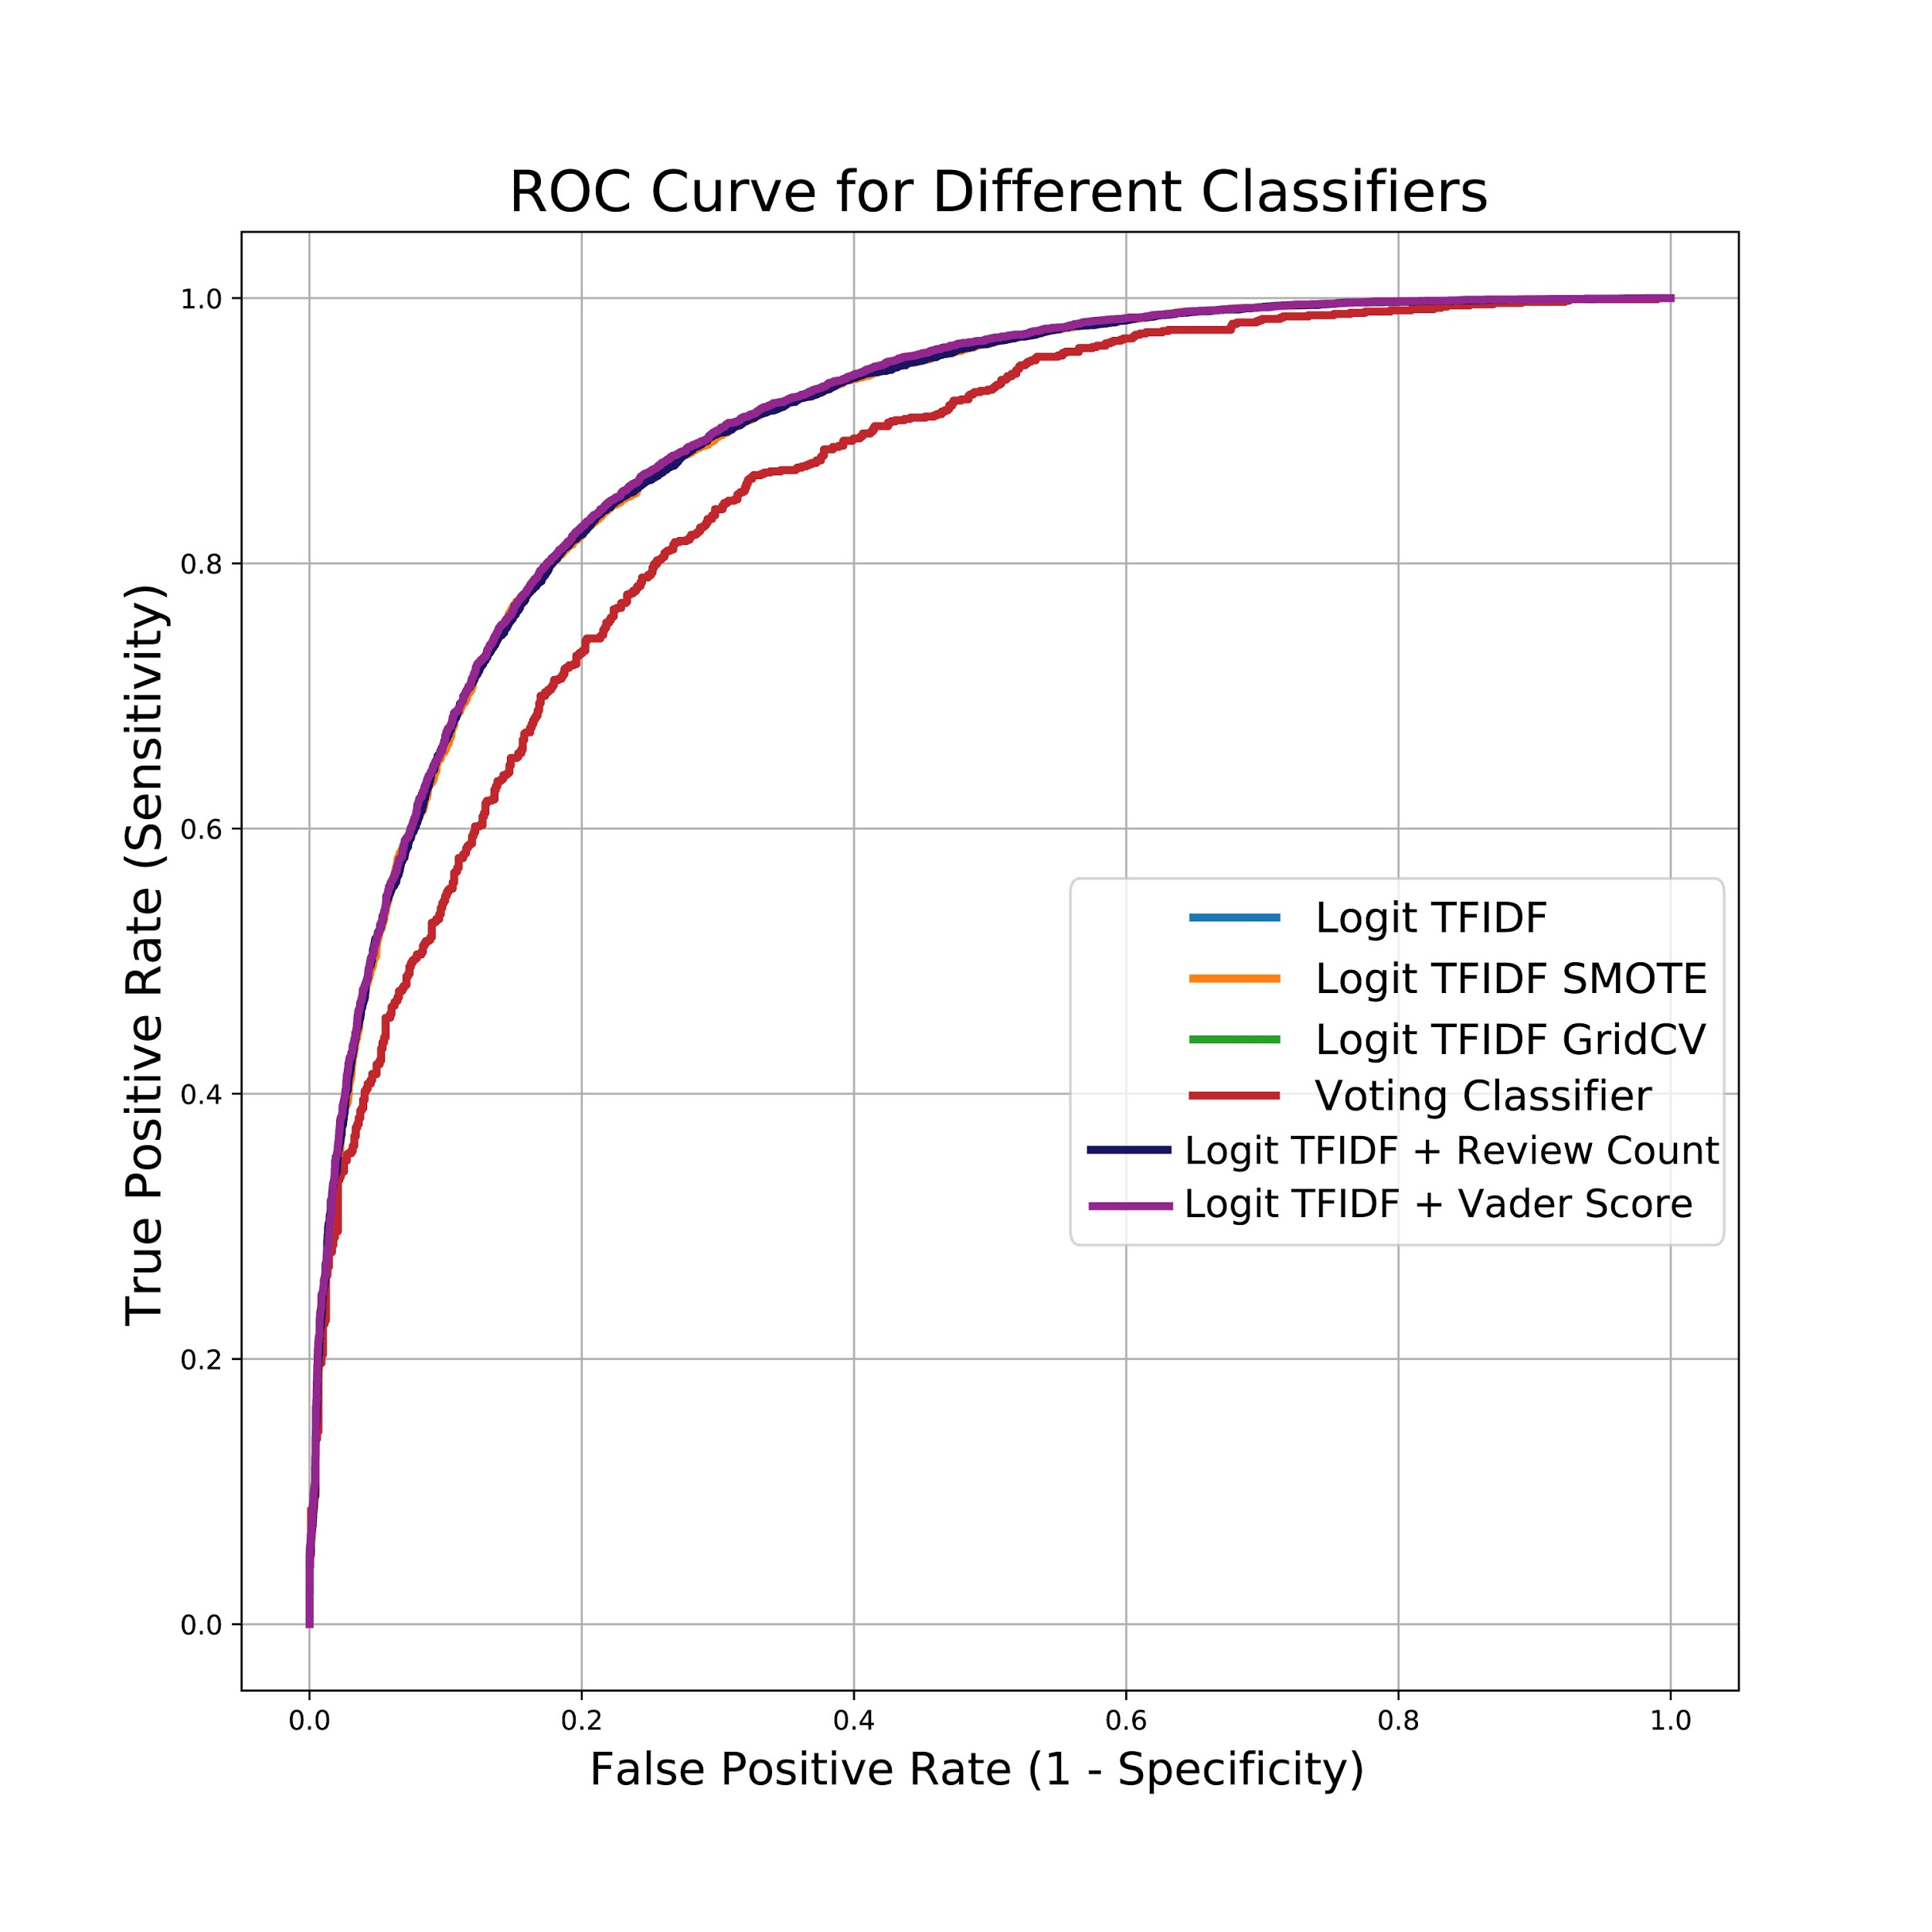 ROC Curve for Different Classifiers
True Positive Rate (Sensitivity)
1.0
0.8
0.6
0.4
0.2
0.0
Logit TFIDF
Logit TFIDF SMOTE
Logit TFIDF GridCV
Voting Classifier
Logit TFIDF + Review Count
Logit TFIDF + Vader Score
0.0 0.2 0.4 0.6 0.8 1.0
False Positive Rate (1 - Specificity)